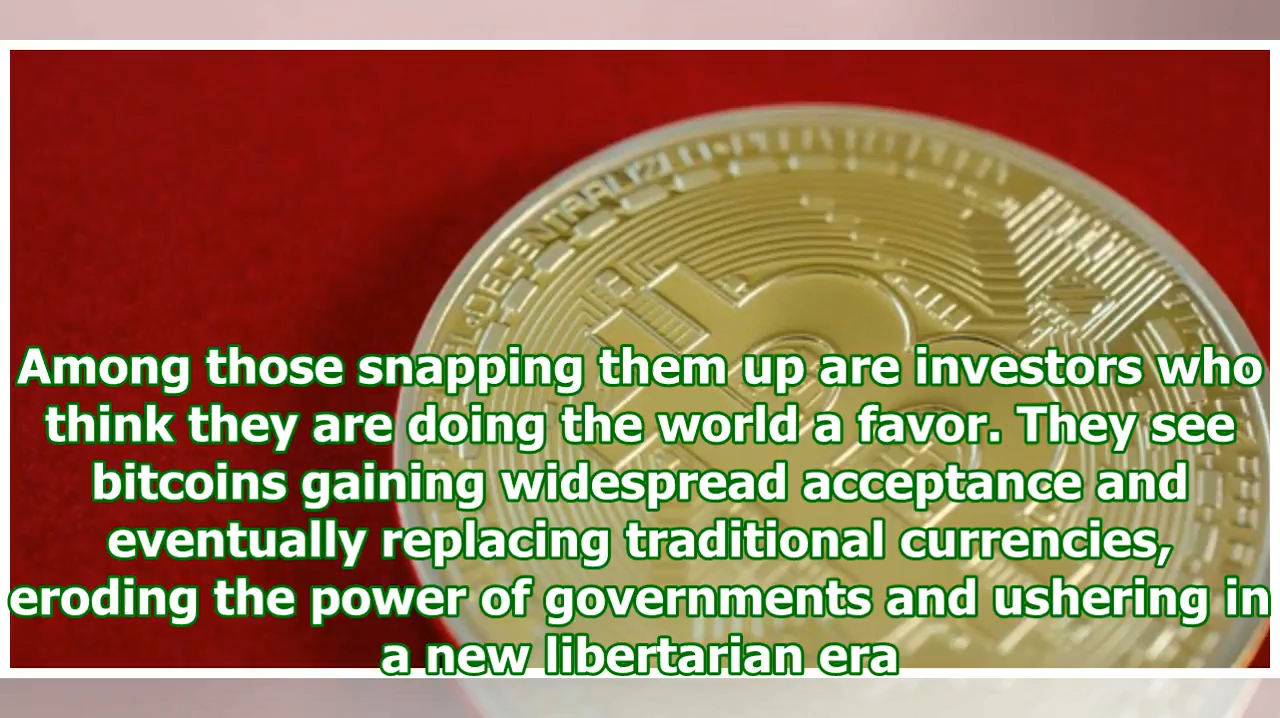 DECENTRALIZ
Among those snapping them up are investors who
think they are doing the world a favor. They see
bitcoins gaining widespread acceptance and
eventually replacing traditional currencies,
eroding the power of governments and ushering in
a new libertarian era